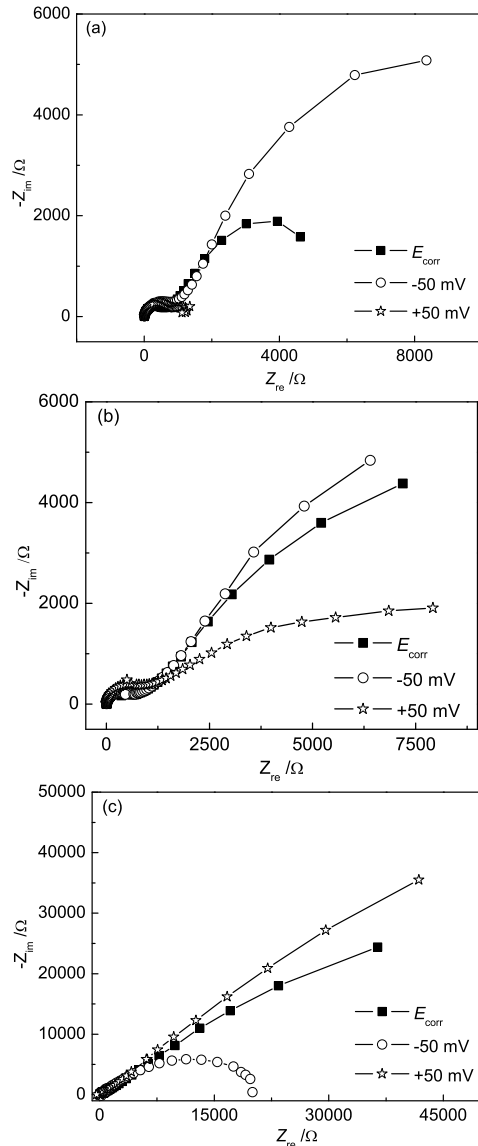 (a)
6000
4000
2000
0
-Z_im /Ω
0 4000 8000
Z_re /Ω
E_corr
-50 mV
+50 mV
(b)
6000
4000
2000
0
-Z_im /Ω
0 2500 5000 7500
Z_re /Ω
E_corr
-50 mV
+50 mV
(c)
50000
40000
30000
20000
10000
0
-Z_im /Ω
0 15000 30000 45000
Z_re /Ω
E_corr
-50 mV
+50 mV